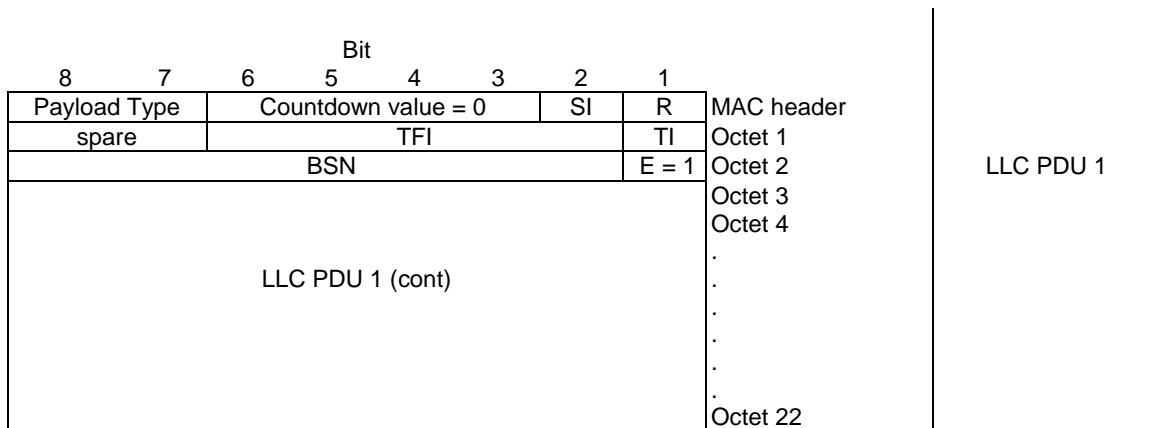 Bit
8 7 6 5 4 3 2 1
Payload Type Countdown value = 0 SI R MAC header
spare TFI TI Octet 1
BSN E = 1 Octet 2 LLC PDU 1
Octet 3
Octet 4
.
LLC PDU 1 (cont) .
.
.
.
.
Octet 22